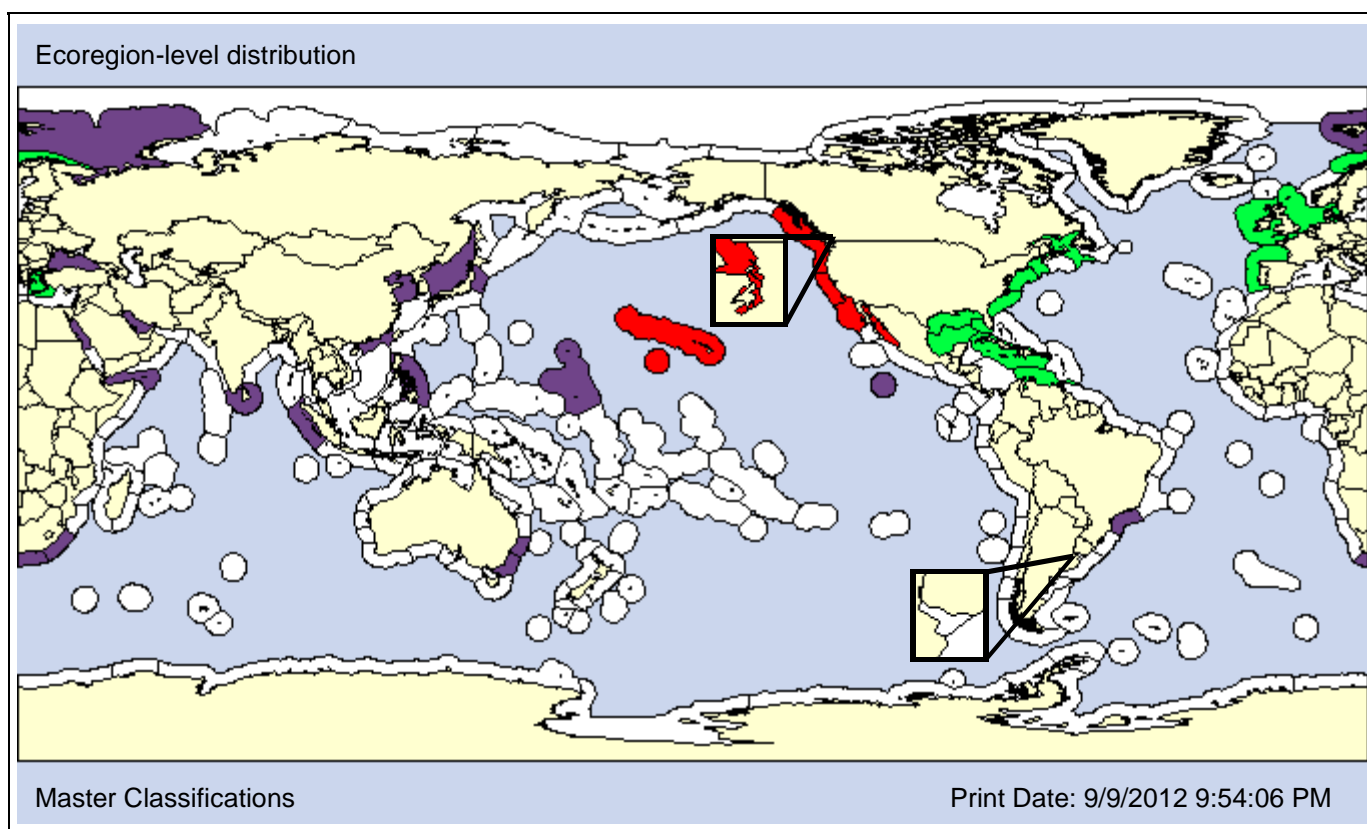 Ecoregion-level distribution
Master Classifications
Print Date: 9/9/2012 9:54:06 PM